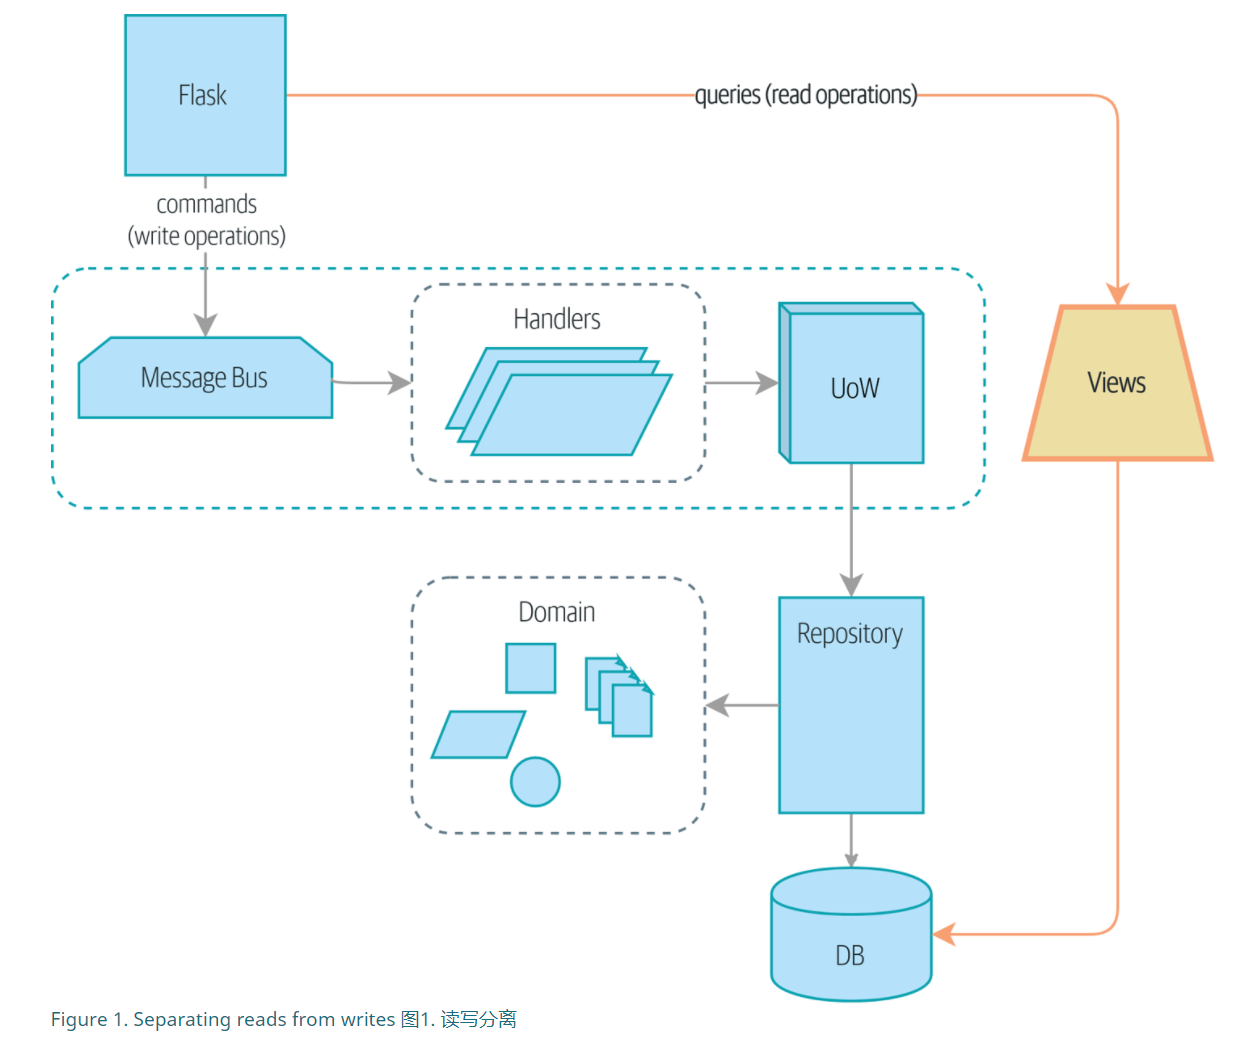 Flask
queries (read operations)
commands
(write operations)
Handlers
Message Bus
UoW
Views
Domain
Repository
DB
Figure 1. Separating reads from writes 图1. 读写分离